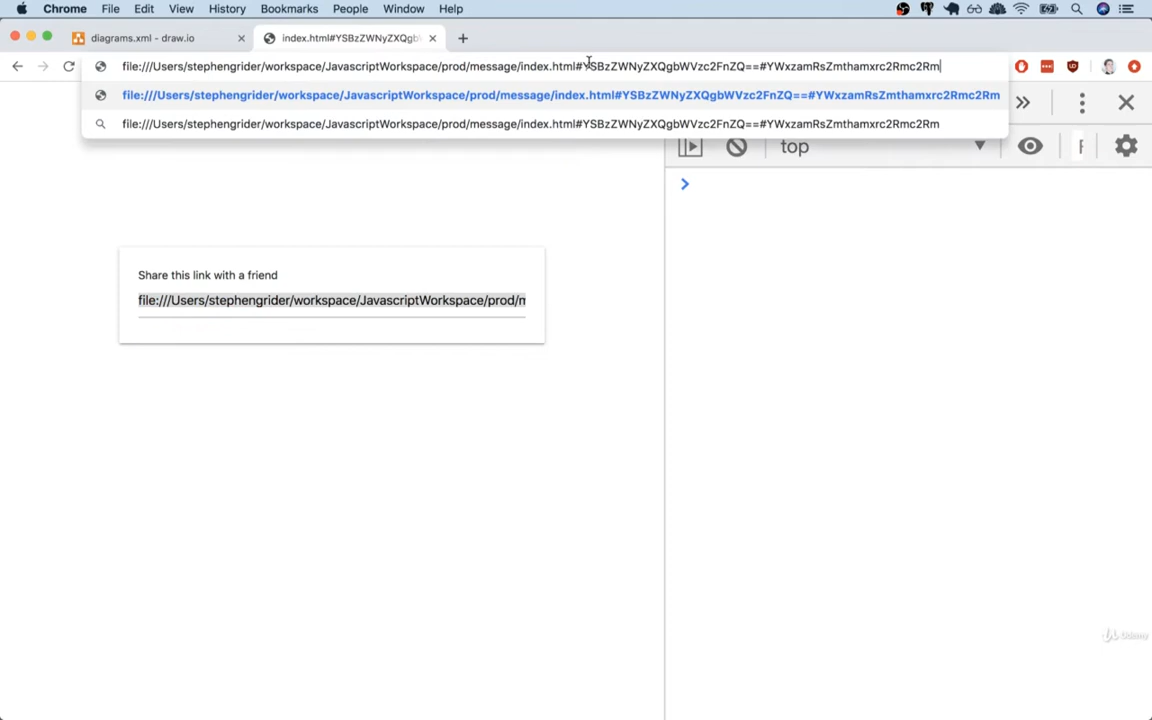 Chrome File Edit View History Bookmarks People Window Help
diagrams.xml - draw.io
index.html#YSBzZWNyZXQgb
file:///Users/stephengrider/workspace/JavascriptWorkspace/prod/message/index.html#YSBzZWNyZXQgbWVzc2FnZQ==#YWxzamRsZmthamxrc2Rmc2Rm
file:///Users/stephengrider/workspace/JavascriptWorkspace/prod/message/index.html#YSBzZWNyZXQgbWVzc2FnZQ==#YWxzamRsZmthamxrc2Rmc2Rm
file:///Users/stephengrider/workspace/JavascriptWorkspace/prod/message/index.html#YSBzZWNyZXQgbWVzc2FnZQ==#YWxzamRsZmthamxrc2Rmc2Rm
top
Share this link with a friend
file:///Users/stephengrider/workspace/JavascriptWorkspace/prod/m
Udemy